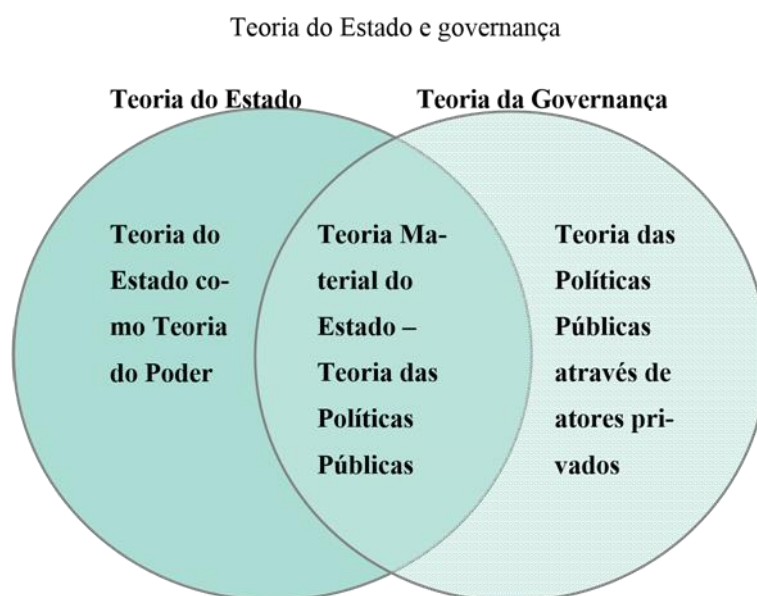 Teoria do Estado e governança
Teoria do Estado
Teoria da Governança
Teoria do
Estado co-
mo Teoria
do Poder
Teoria Ma-
terial do
Estado –
Teoria das
Políticas
Públicas
Teoria das
Políticas
Públicas
através de
atores pri-
vados